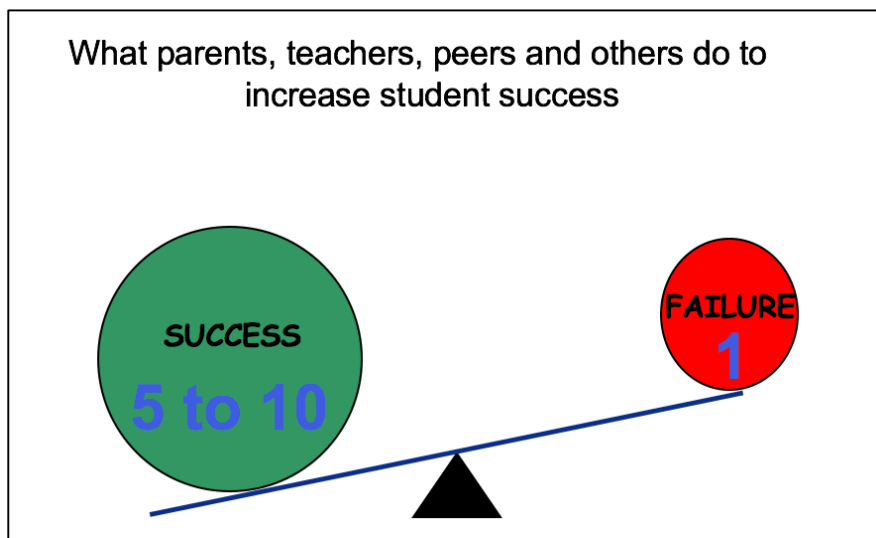 What parents, teachers, peers and others do to
increase student success
SUCCESS
5 to 10
FAILURE
1